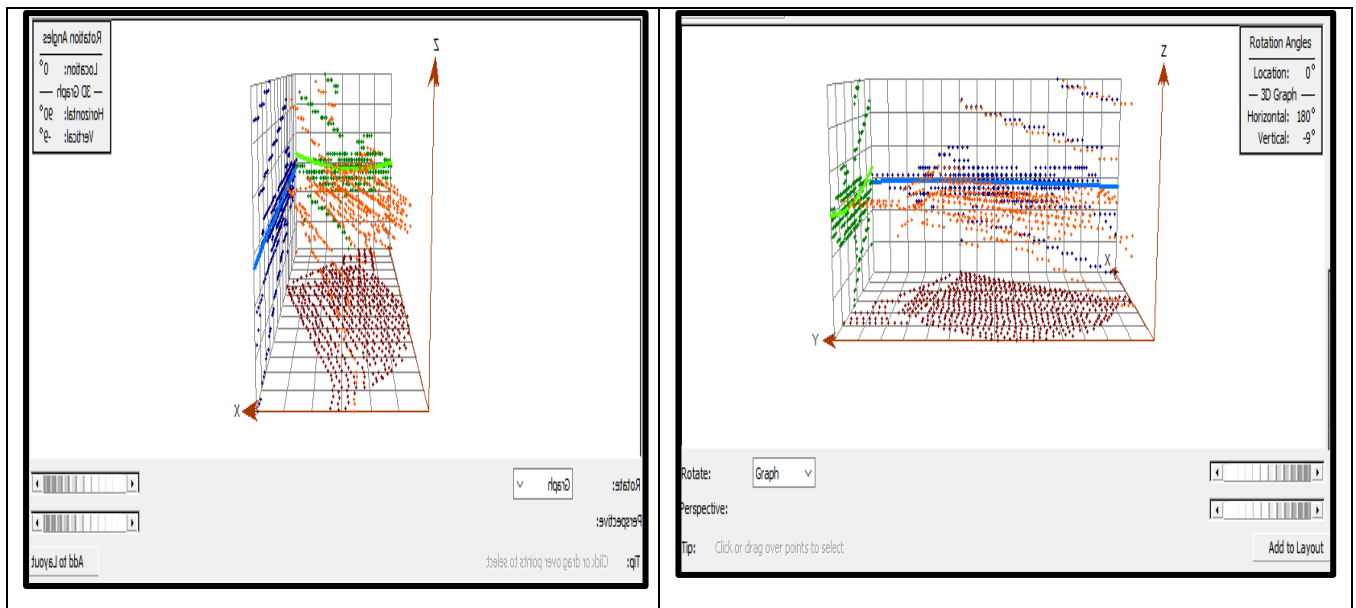 Rotation Angles
Location: 0°
— 3D Graph —
Horizontal: 90°
Vertical: -9°
Z
X
Rotate: Graph
Perspective:
Tip: Click or drag over points to select
Add to Layout
Rotation Angles
Location: 0°
— 3D Graph —
Horizontal: 180°
Vertical: -9°
Z
X
Y
Rotate: Graph
Perspective:
Tip: Click or drag over points to select
Add to Layout